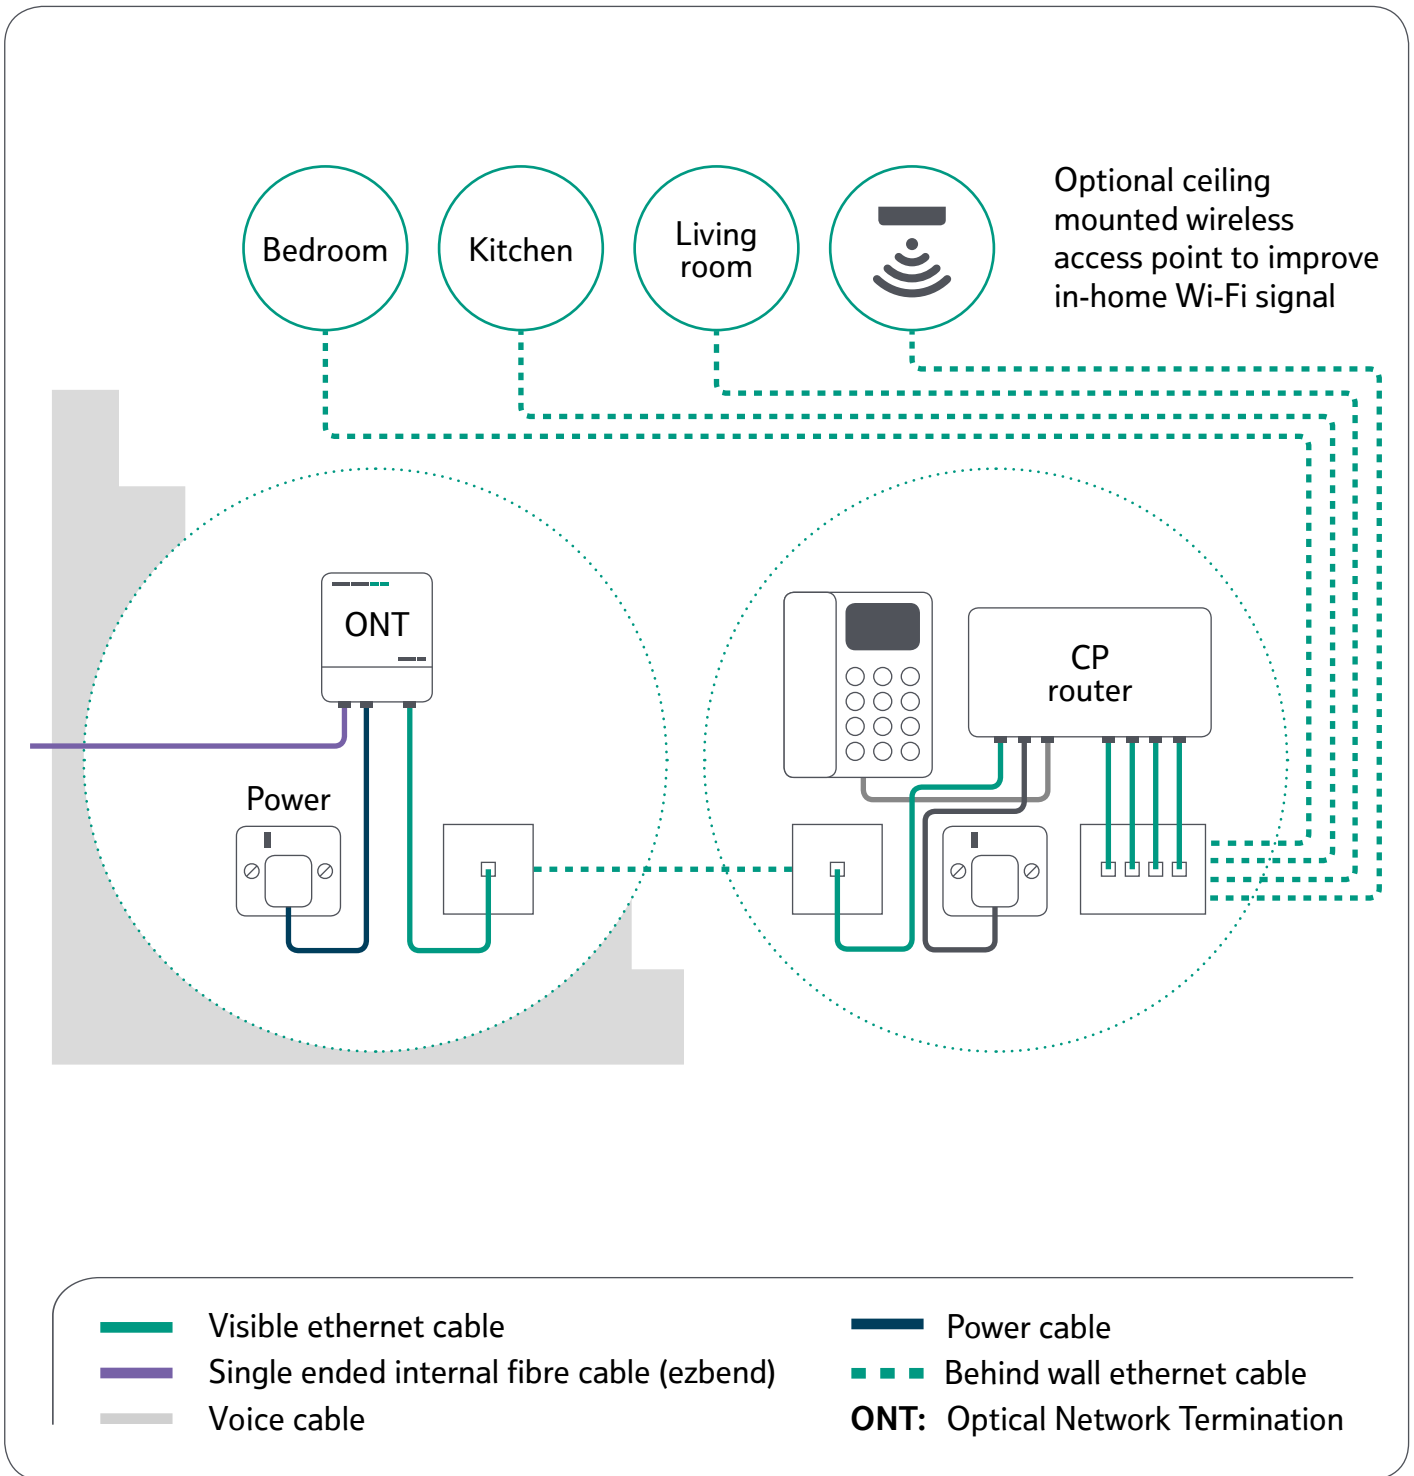 Bedroom
Kitchen
Living
room
Optional ceiling
mounted wireless
access point to improve
in-home Wi-Fi signal
ONT
Power
CP
router
Visible ethernet cable
Single ended internal fibre cable (ezbend)
Voice cable
Power cable
Behind wall ethernet cable
ONT: Optical Network Termination